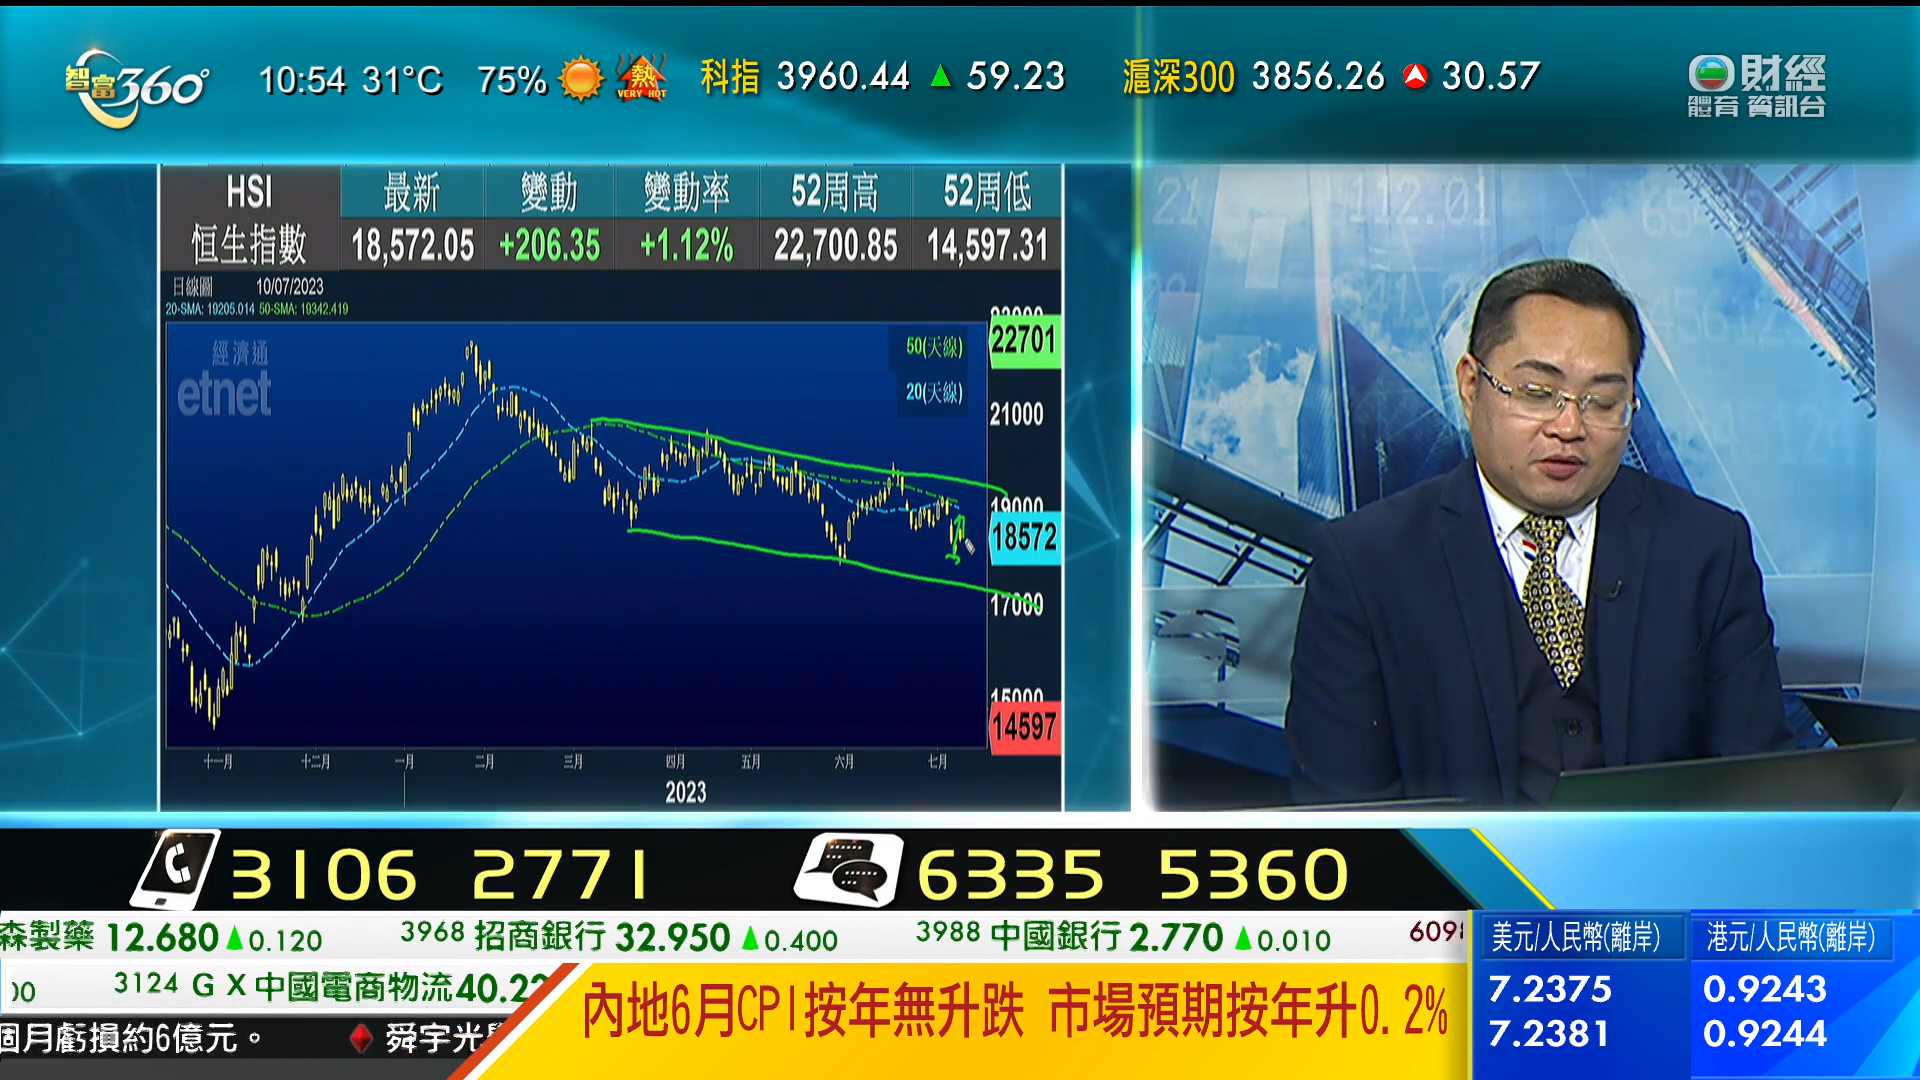 智富360°
10:54 31°C 75%
熱
VERY HOT
科指 3960.44 ▲ 59.23
滬深300 3856.26 30.57
財經
體育 資訊台
HSI 最新 變動 變動率 52周高 52周低
恒生指數 18,572.05 +206.35 +1.12% 22,700.85 14,597.31
日線圖 10/07/2023
20-SMA: 19205.014 50-SMA: 19342.419
經濟通
etnet
50(天線)
20(天線)
22701
21000
19000
18572
17000
15000
14597
十一月 十二月 一月 二月 三月 四月 五月 六月 七月
2023
3106 2771
6335 5360
森製藥 12.680 ▲0.120 3968 招商銀行 32.950 ▲0.400 3988 中國銀行 2.770 ▲0.010 6098
00 3124 GX中國電商物流 40.22
個月虧損約6億元。 ♦ 舜宇光學
內地6月CPI按年無升跌 市場預期按年升0.2%
美元/人民幣(離岸) 港元/人民幣(離岸)
7.2375 0.9243
7.2381 0.9244